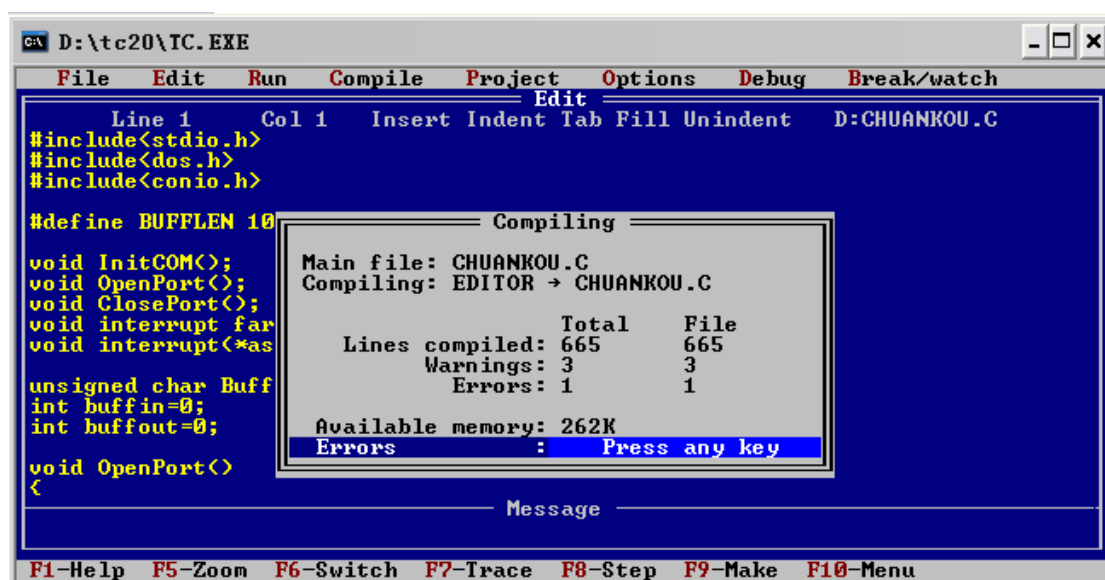 D:\tc20\TC.EXE
File Edit Run Compile Project Options Debug Break/watch
Edit
Line 1 Col 1 Insert Indent Tab Fill Unindent D:CHUANKOU.C
#include<stdio.h>
#include<dos.h>
#include<conio.h>
#define BUFFLEN 10
void InitCOM();
void OpenPort();
void ClosePort();
void interrupt far
void interrupt(*as
unsigned char Buff
int buffin=0;
int buffout=0;
void OpenPort()
{
Compiling
Main file: CHUANKOU.C
Compiling: EDITOR → CHUANKOU.C
Total File
Lines compiled: 665 665
Warnings: 3 3
Errors: 1 1
Available memory: 262K
Errors : Press any key
Message
F1-Help F5-Zoom F6-Switch F7-Trace F8-Step F9-Make F10-Menu